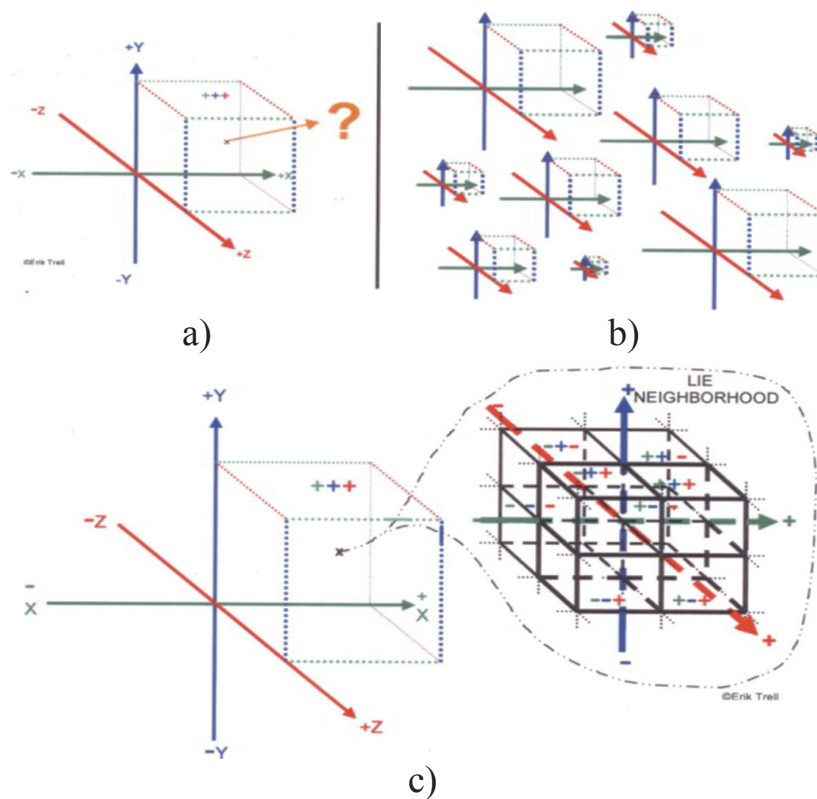 +Y
-Z
+++
?
-X
+X
+Z
©Erik Trell
-Y
a)
b)
LIE
NEIGHBORHOOD
+Y
-
+
-+-
++-
-++
+++
+++
-Z
---
+--
x
-
X
+
X
+
+--+
+-+
+
-
+Z
-Y
©Erik Trell
c)